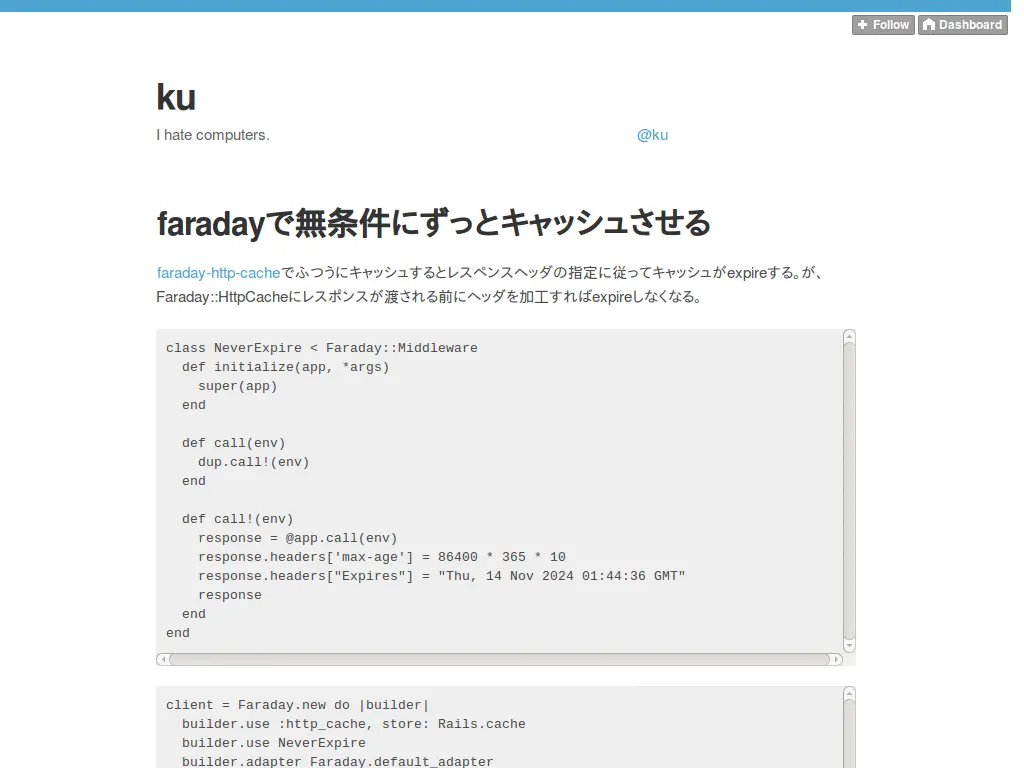 Follow
Dashboard
ku
I hate computers.
@ku
faradayで無条件にずっとキャッシュさせる
faraday-http-cacheでふつうにキャッシュするとレスペンスヘッダの指定に従ってキャッシュがexpireする。が、
Faraday::HttpCacheにレスポンスが渡される前にヘッダを加工すればexpireしなくなる。
class NeverExpire < Faraday::Middleware
  def initialize(app, *args)
    super(app)
  end

  def call(env)
    dup.call!(env)
  end

  def call!(env)
    response = @app.call(env)
    response.headers['max-age'] = 86400 * 365 * 10
    response.headers["Expires"] = "Thu, 14 Nov 2024 01:44:36 GMT"
    response
  end
end
client = Faraday.new do |builder|
  builder.use :http_cache, store: Rails.cache
  builder.use NeverExpire
  builder.adapter Faraday.default_adapter